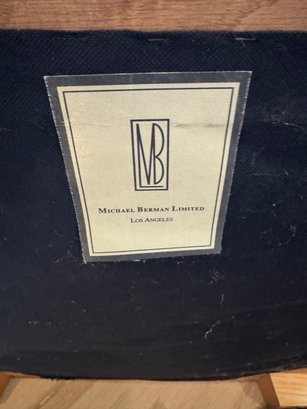 MB
MICHAEL BERMAN LIMITED
LOS ANGELES